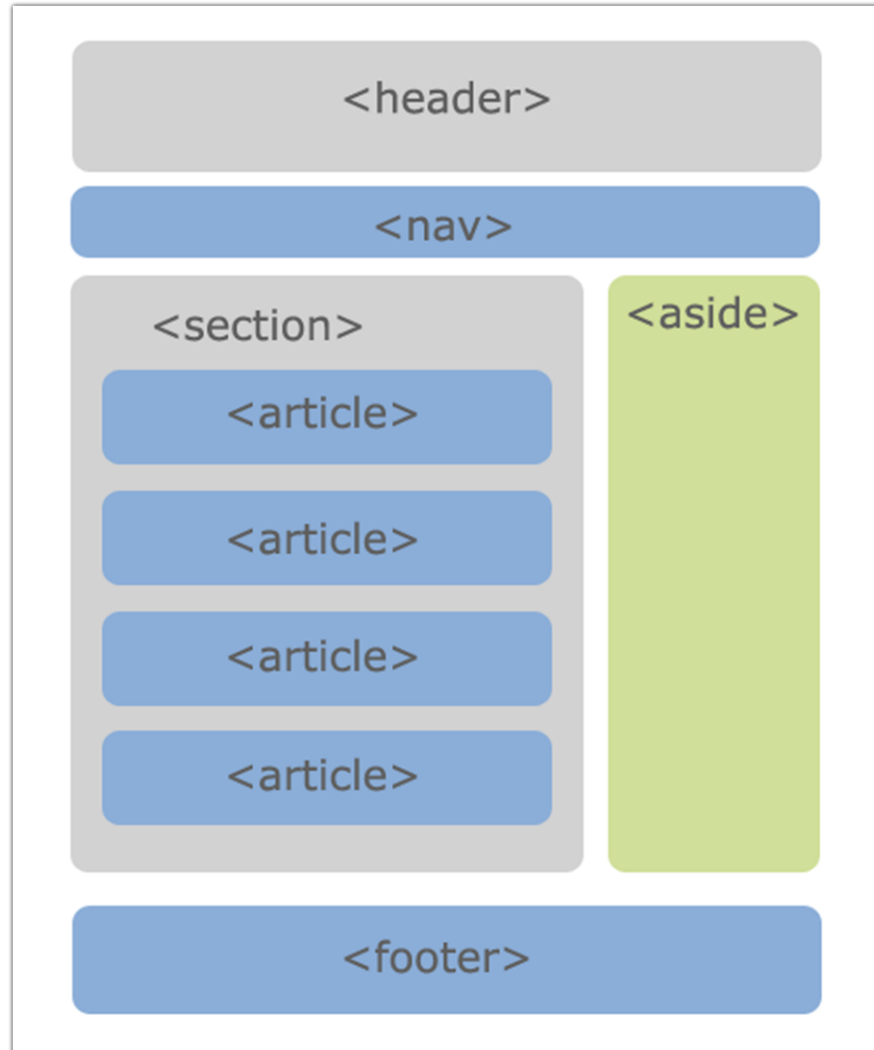 <header>
<nav>
<section>
<aside>
<article>
<article>
<article>
<article>
<footer>